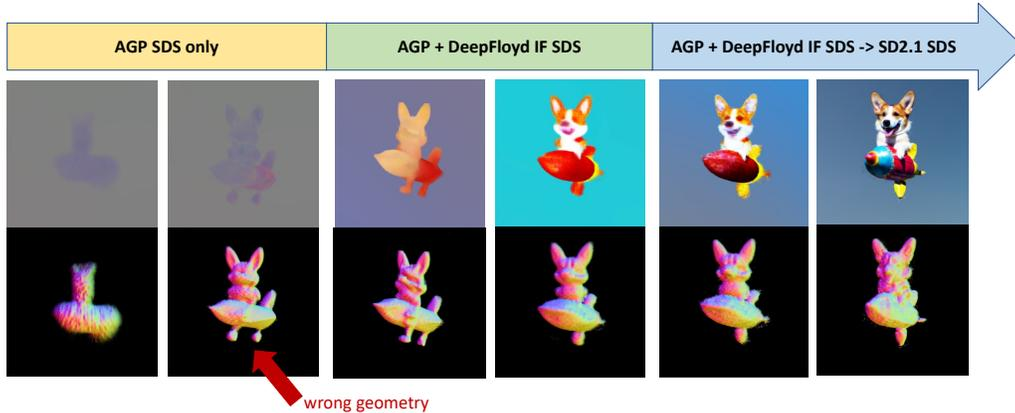 AGP SDS only
AGP + DeepFloyd IF SDS
AGP + DeepFloyd IF SDS -> SD2.1 SDS
wrong geometry